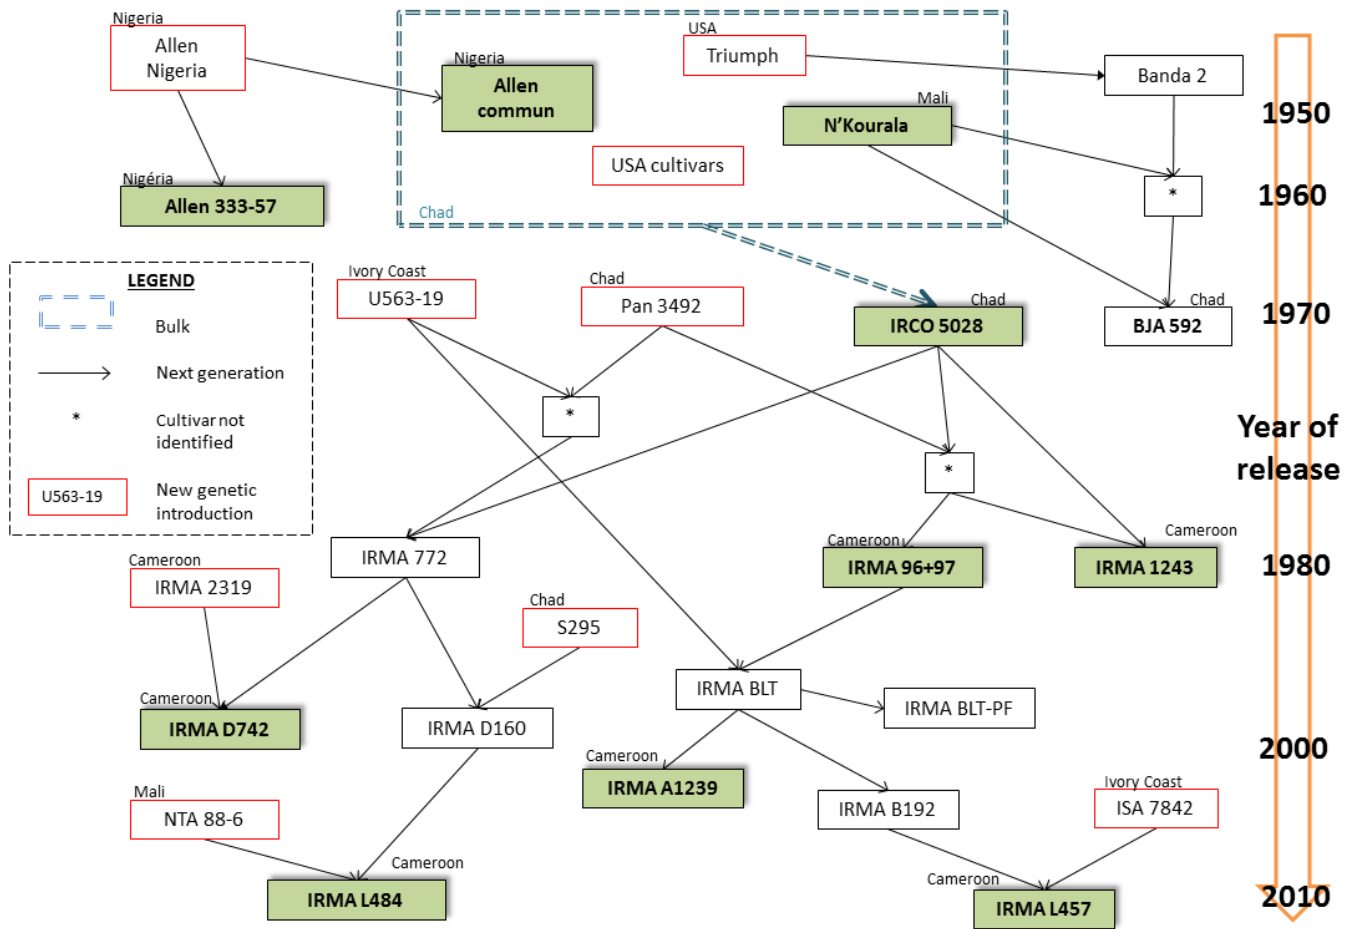 Nigeria
Allen
Nigeria
Nigeria
Allen
commun
USA
Triumph
Banda 2
Mali
N'Kourala
1950
USA cultivars
*
Nigéria
Allen 333-57
1960
Chad
LEGEND
Bulk
Next generation
*
Cultivar not
identified
U563-19
New genetic
introduction
Ivory Coast
U563-19
Chad
Pan 3492
Chad
IRCO 5028
Chad
BJA 592
1970
*
Year of
release
*
IRMA 772
Cameroon
IRMA 96+97
Cameroon
IRMA 1243
1980
Cameroon
IRMA 2319
Chad
S295
Cameroon
IRMA D742
IRMA D160
IRMA BLT
IRMA BLT-PF
2000
Cameroon
IRMA A1239
Mali
NTA 88-6
IRMA B192
Ivory Coast
ISA 7842
Cameroon
IRMA L484
Cameroon
IRMA L457
2010